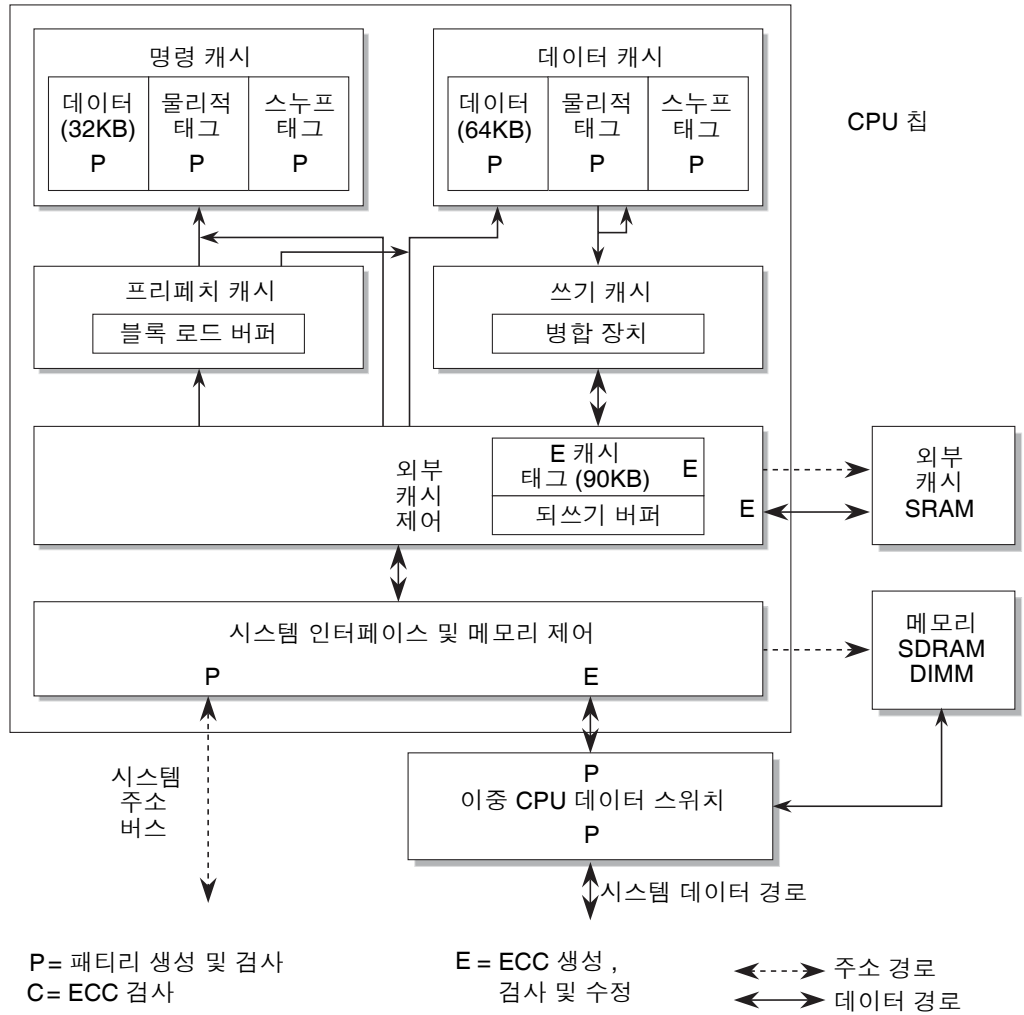 명령 캐시
데이터
(32KB)
P
물리적
태그
P
스누프
태그
P
데이터 캐시
데이터
(64KB)
P
물리적
태그
P
스누프
태그
P
CPU 칩
프리페치 캐시
블록 로드 버퍼
쓰기 캐시
병합 장치
외부
캐시
제어
E 캐시
태그 (90KB)
E
되쓰기 버퍼
E
외부
캐시
SRAM
시스템 인터페이스 및 메모리 제어
P
E
메모리
SDRAM
DIMM
시스템
주소
버스
P
이중 CPU 데이터 스위치
P
시스템 데이터 경로
P = 패티리 생성 및 검사
C = ECC 검사
E = ECC 생성 ,
검사 및 수정
주소 경로
데이터 경로